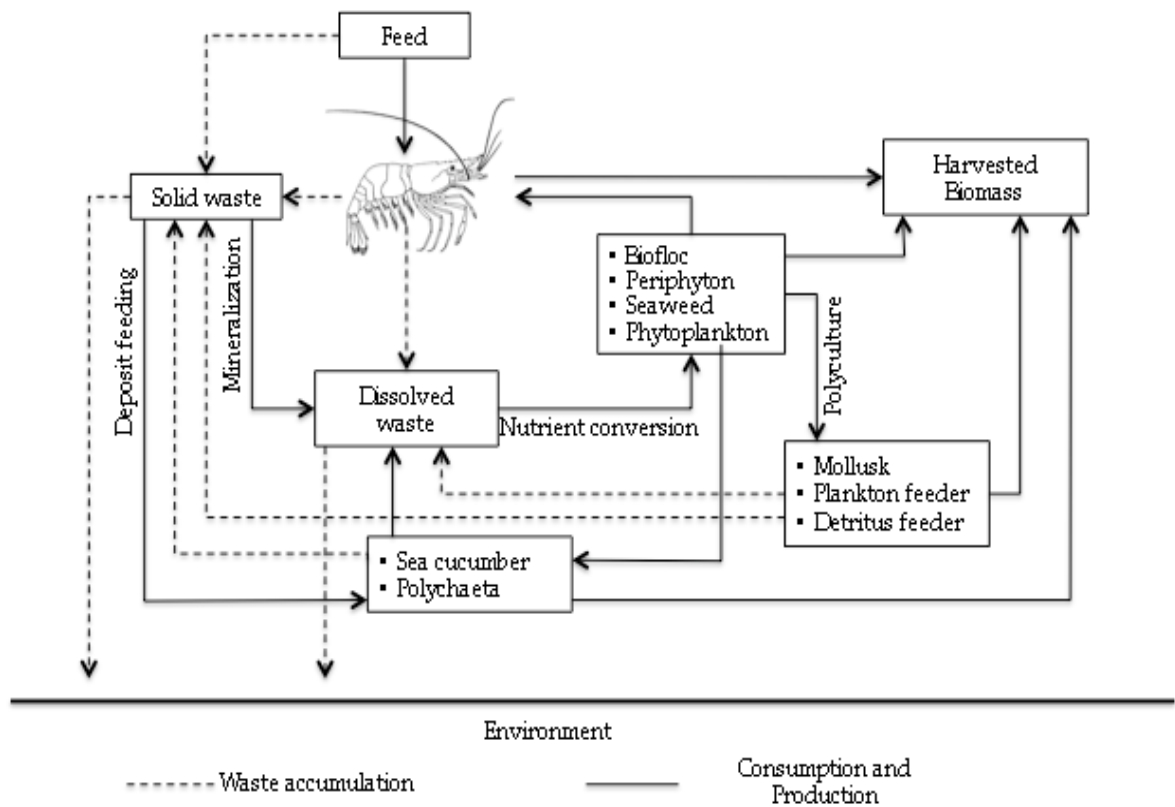 Feed
Solid waste
Harvested
Biomass
▪ Biofloc
▪ Periphyton
▪ Seaweed
▪ Phytoplankton
Deposit feeding
Mineralization
Polyculture
Dissolved
waste
Nutrient conversion
▪ Mollusk
▪ Plankton feeder
▪ Detritus feeder
▪ Sea cucumber
▪ Polychaeta
Environment
Waste accumulation
Consumption and
Production